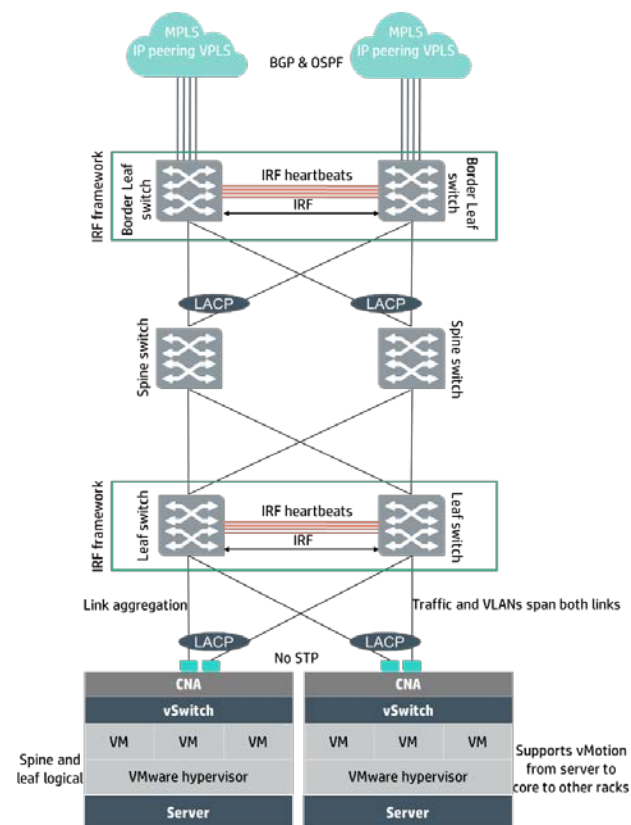 MPLS
IP peering VPLS
MPLS
IP peering VPLS
BGP & OSPF
IRF framework
Border Leaf
switch
IRF heartbeats
IRF
Border Leaf
switch
LACP
LACP
Spine switch
Spine switch
IRF framework
Leaf switch
IRF heartbeats
IRF
Leaf switch
Link aggregation
Traffic and VLANs span both links
LACP
LACP
No STP
CNA
CNA
vSwitch
vSwitch
VM VM VM
VM VM VM
Spine and
leaf logical
VMware hypervisor
VMware hypervisor
Supports vMotion
from server to
core to other racks
Server
Server